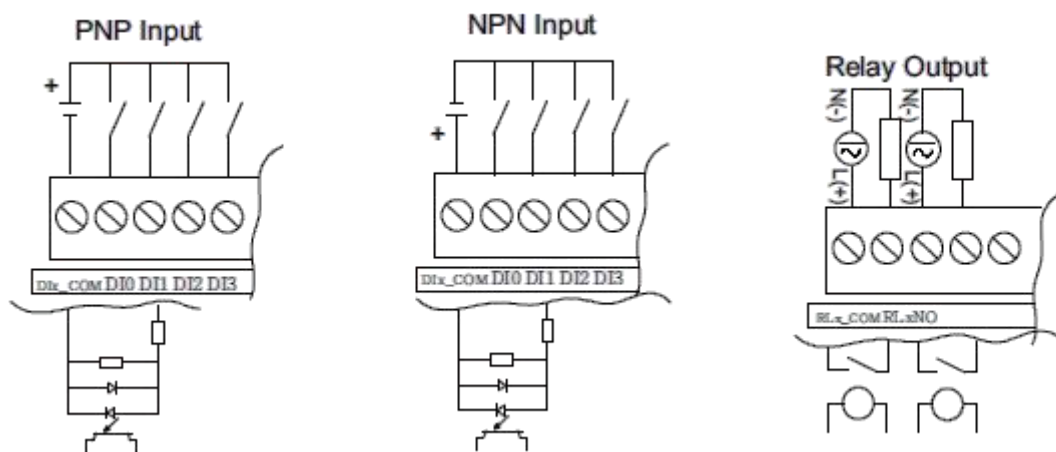 PNP Input
+
DIx_COM DI0 DI1 DI2 DI3
NPN Input
+
DIx_COM DI0 DI1 DI2 DI3
Relay Output
N(-)
N(-)
L(+)
L(+)
RLx_COM RLxNO